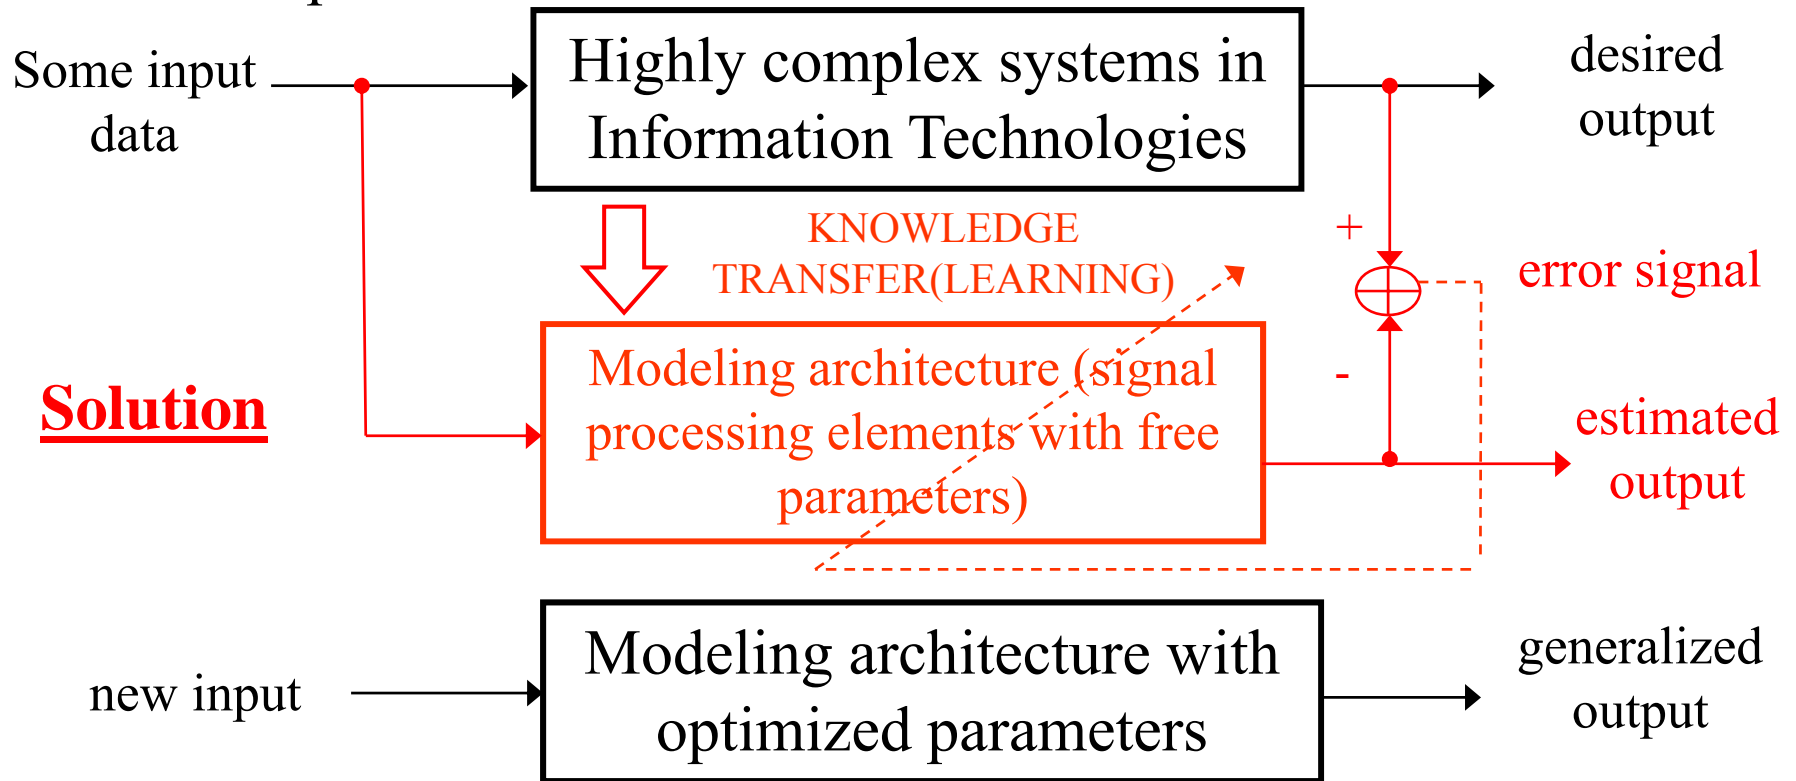 Some input
data
Highly complex systems in
Information Technologies
desired
output
KNOWLEDGE
TRANSFER(LEARNING)
+
error signal
Solution
Modeling architecture (signal
processing elements with free
parameters)
-
estimated
output
new input
Modeling architecture with
optimized parameters
generalized
output